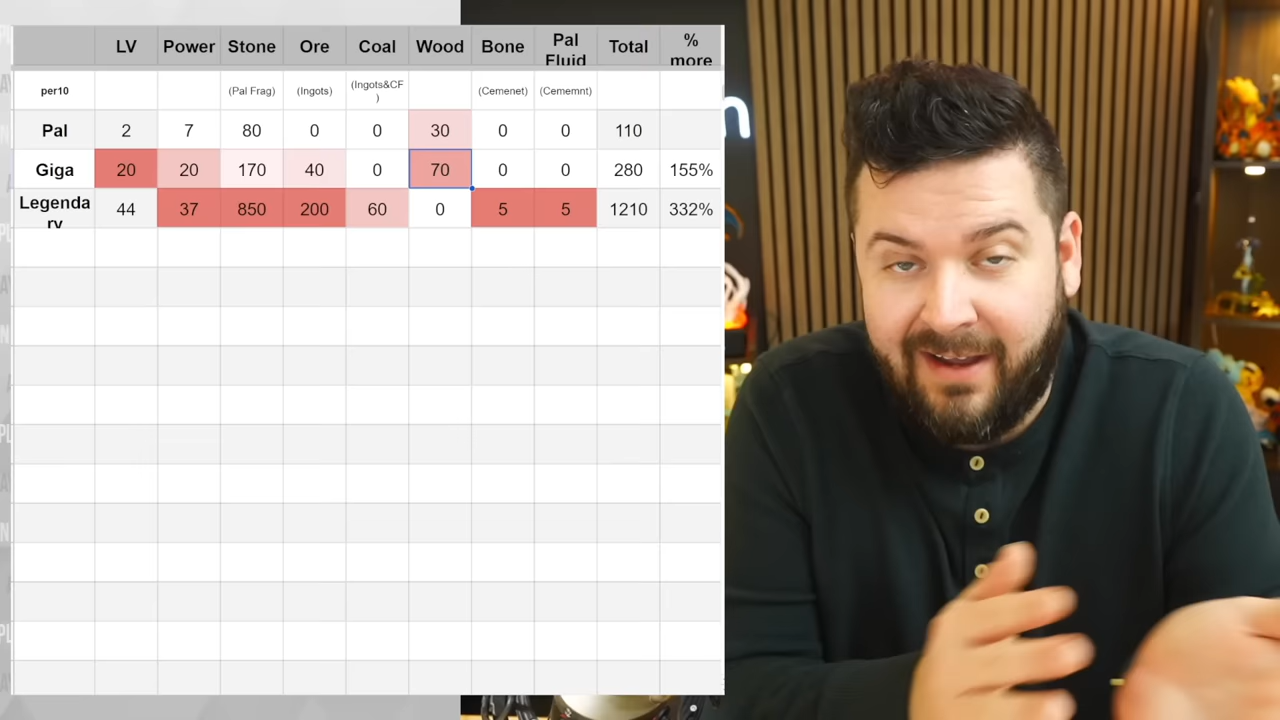 LV Power Stone Ore Coal Wood Bone Pal Fluid Total % more
per10 (Pal Frag) (Ingots) (Ingots&CF) (Cemenet) (Cememnt)
Pal 2 7 80 0 0 30 0 0 110
Giga 20 20 170 40 0 70 0 0 280 155%
Legendary 44 37 850 200 60 0 5 5 1210 332%
n